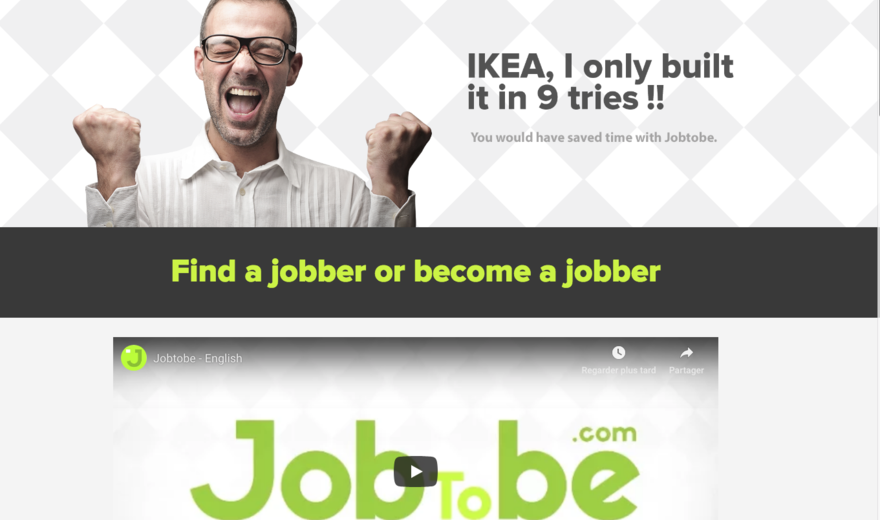 IKEA, I only built
it in 9 tries !!
You would have saved time with Jobtobe.
Find a jobber or become a jobber
J
Jobtobe - English
Regarder plus tard
Partager
JobTobe
.com